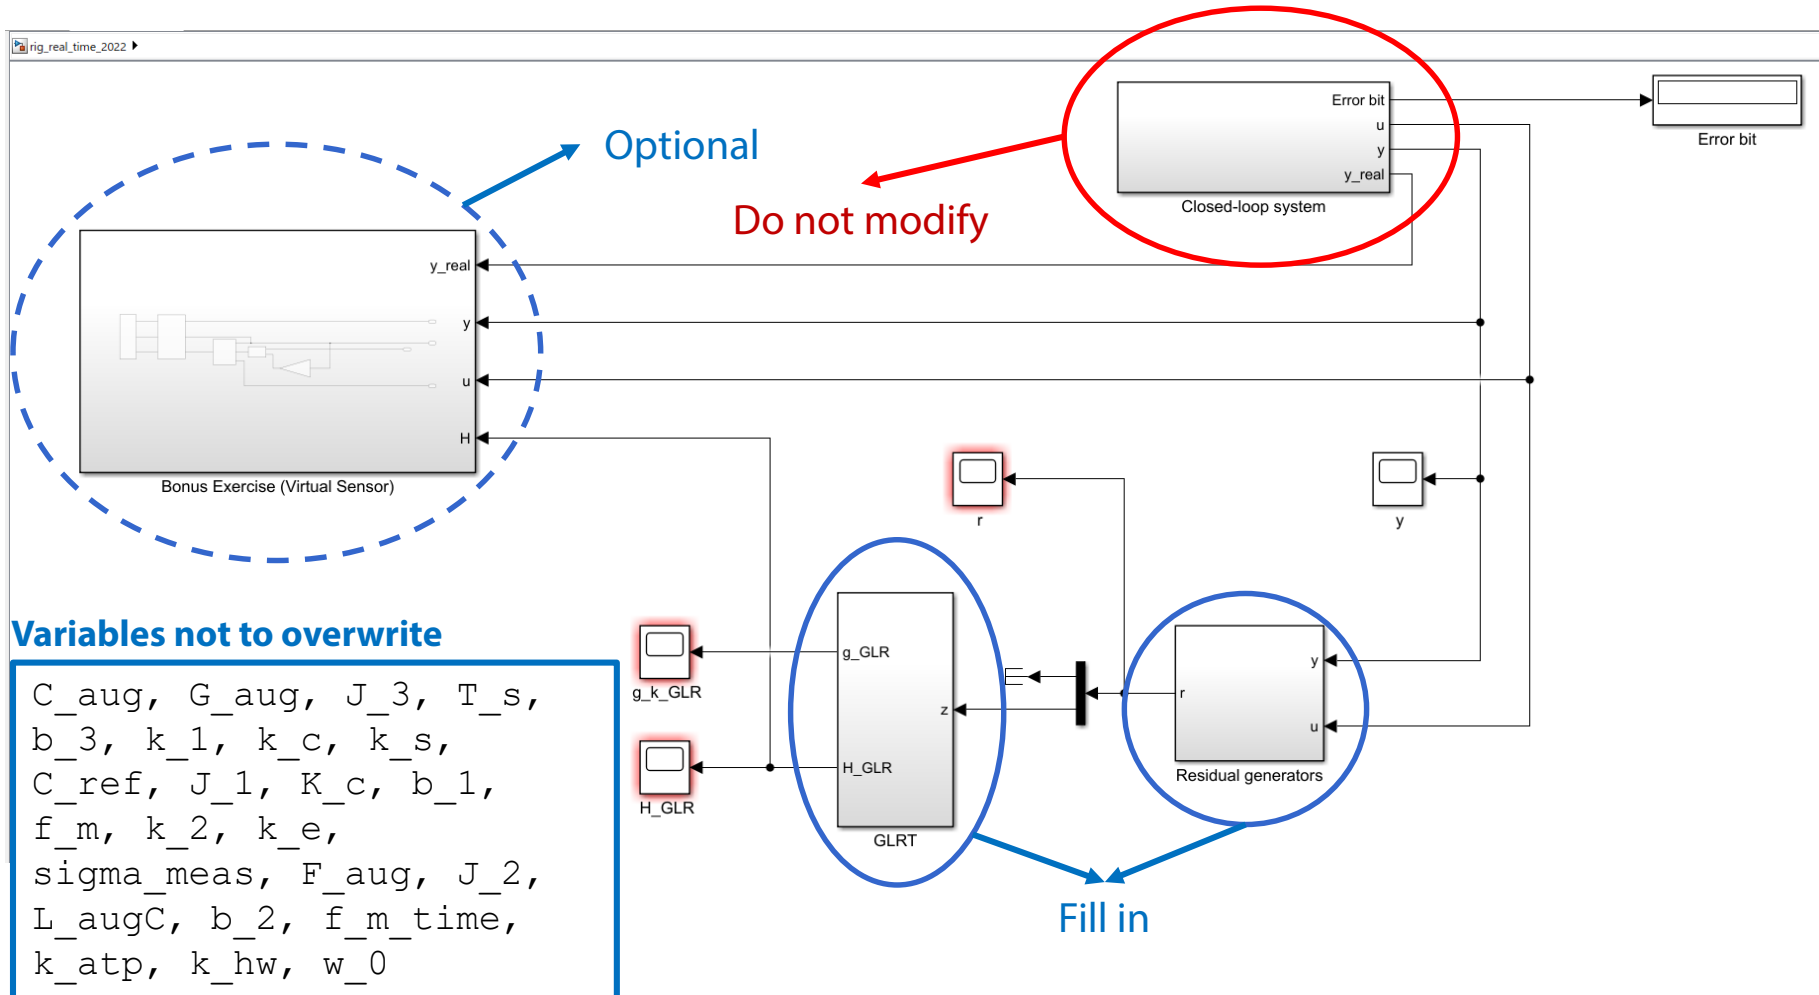 rig_real_time_2022
Error bit
u
y
y_real
Closed-loop system
Error bit
Optional
Do not modify
y_real
y
u
H
Bonus Exercise (Virtual Sensor)
r
y
g_k_GLR
H_GLR
g_GLR
z
H_GLR
GLRT
y
r
u
Residual generators
Fill in
Variables not to overwrite
C_aug, G_aug, J_3, T_s,
b_3, k_1, k_c, k_s,
C_ref, J_1, K_c, b_1,
f_m, k_2, k_e,
sigma_meas, F_aug, J_2,
L_augC, b_2, f_m_time,
k_atp, k_hw, w_0